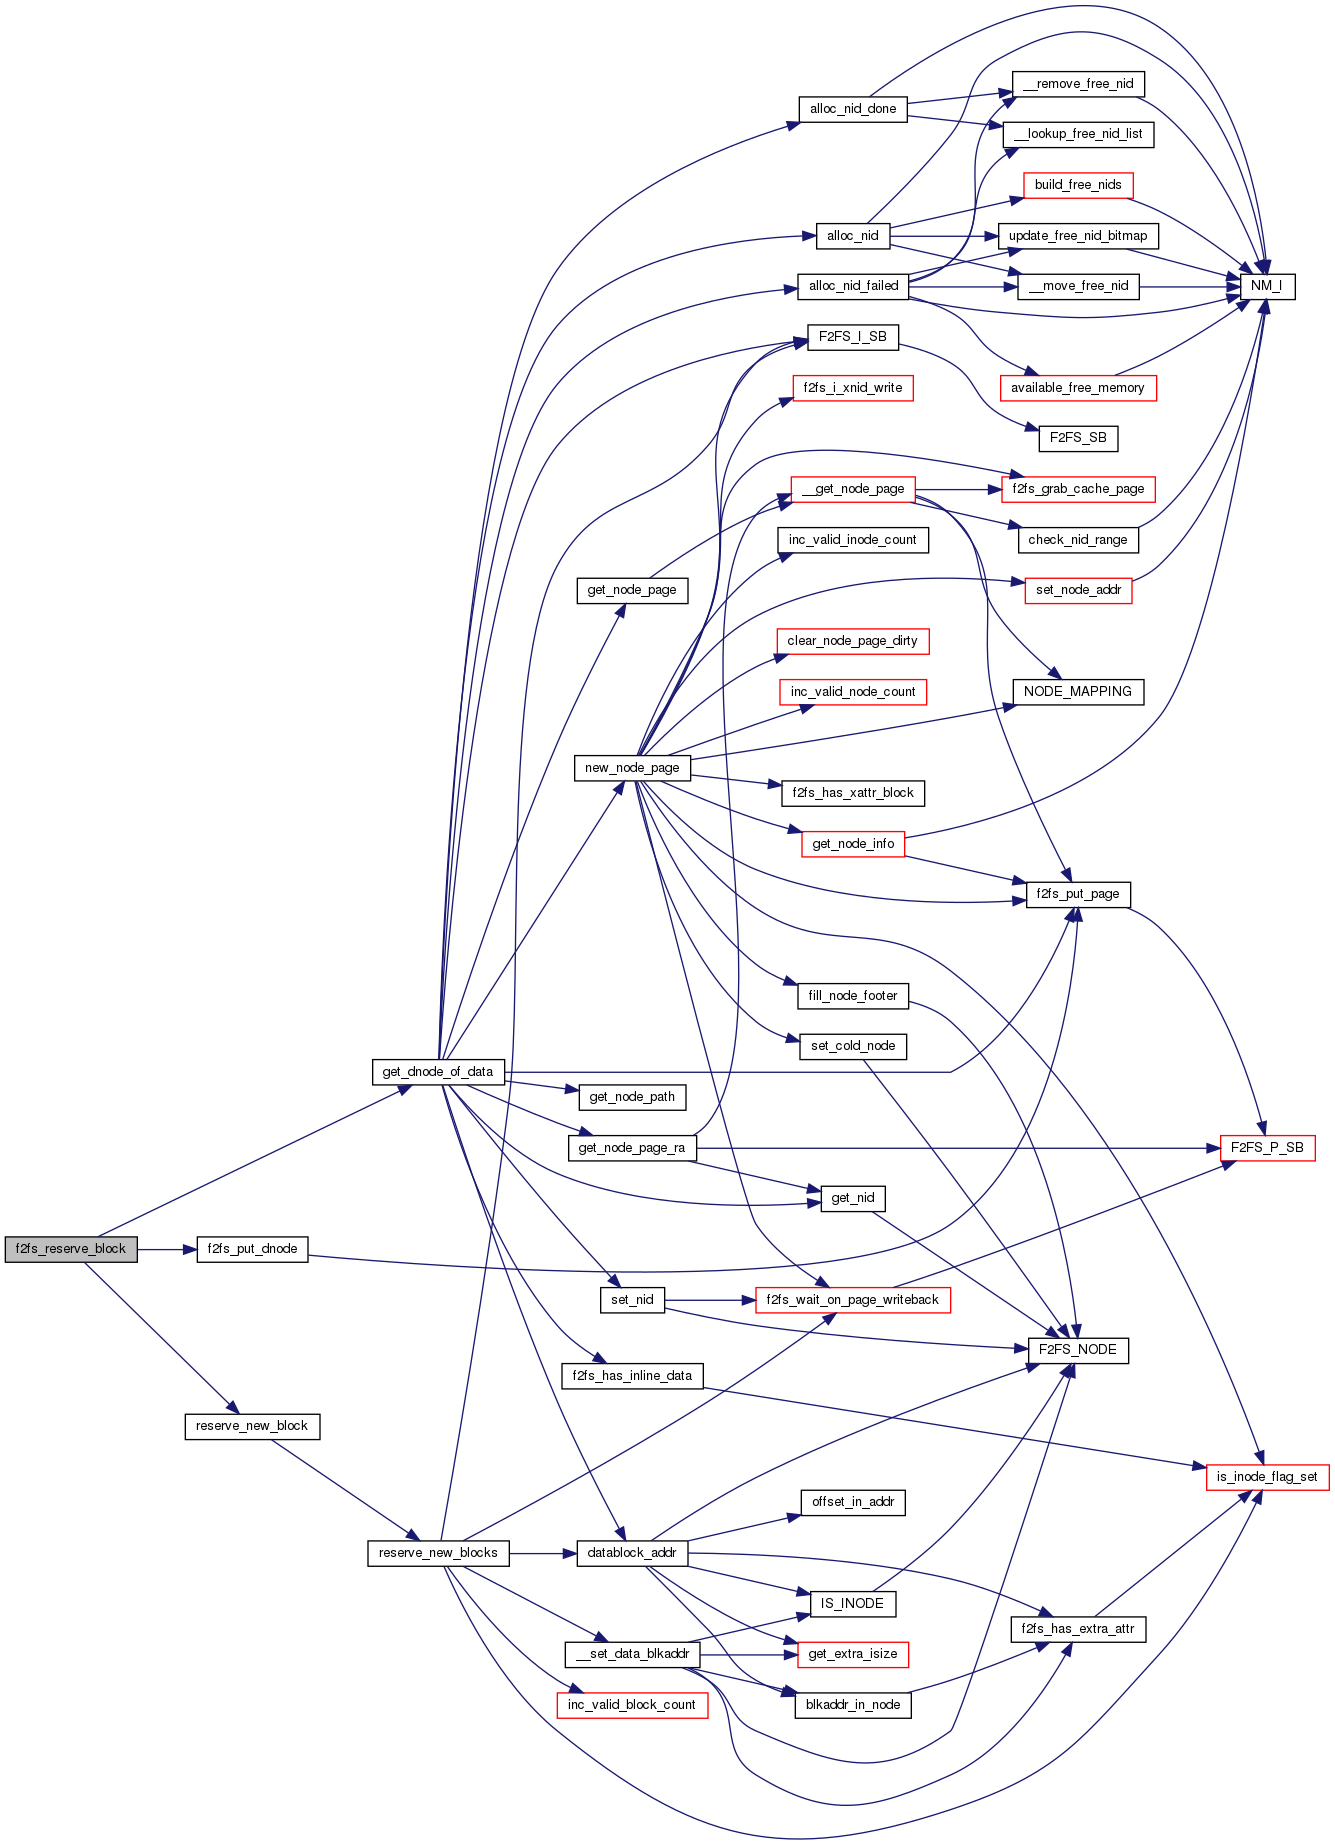 __remove_free_nid
alloc_nid_done
__lookup_free_nid_list
build_free_nids
alloc_nid
update_free_nid_bitmap
alloc_nid_failed
__move_free_nid
NM_I
F2FS_I_SB
f2fs_i_xnid_write
available_free_memory
F2FS_SB
__get_node_page
f2fs_grab_cache_page
inc_valid_inode_count
check_nid_range
get_node_page
set_node_addr
clear_node_page_dirty
inc_valid_node_count
NODE_MAPPING
new_node_page
f2fs_has_xattr_block
get_node_info
f2fs_put_page
fill_node_footer
set_cold_node
get_dnode_of_data
get_node_path
get_node_page_ra
F2FS_P_SB
get_nid
f2fs_reserve_block
f2fs_put_dnode
set_nid
f2fs_wait_on_page_writeback
F2FS_NODE
f2fs_has_inline_data
reserve_new_block
is_inode_flag_set
offset_in_addr
reserve_new_blocks
datablock_addr
IS_INODE
f2fs_has_extra_attr
__set_data_blkaddr
get_extra_isize
inc_valid_block_count
blkaddr_in_node